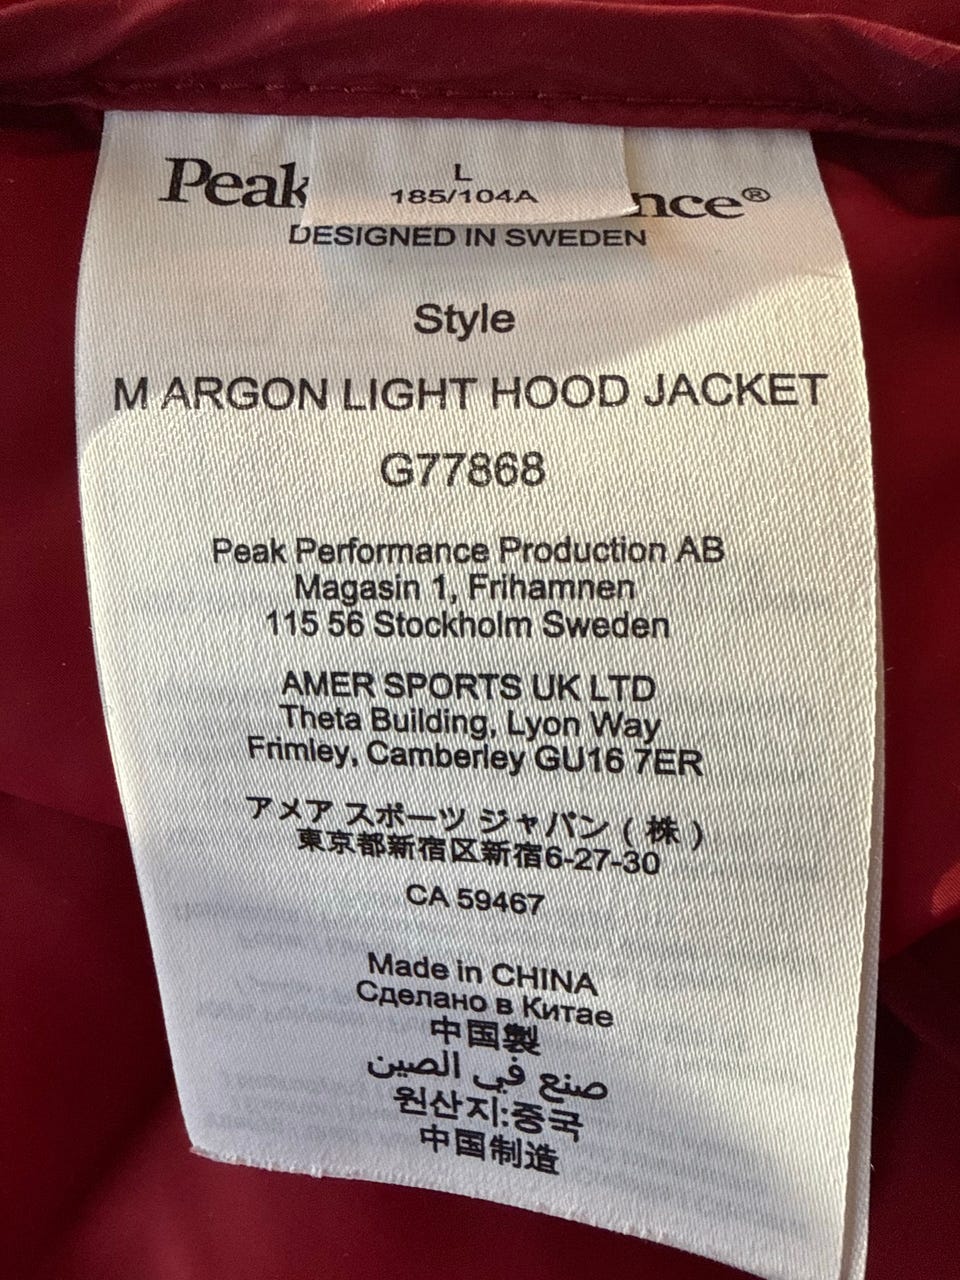 L
185/104A
Peak nce®
DESIGNED IN SWEDEN
Style
M ARGON LIGHT HOOD JACKET
G77868
Peak Performance Production AB
Magasin 1, Frihamnen
115 56 Stockholm Sweden
AMER SPORTS UK LTD
Theta Building, Lyon Way
Frimley, Camberley GU16 7ER
アメア スポーツ ジャパン ( 株 )
東京都新宿区新宿6-27-30
CA 59467
Made in CHINA
Сделано в Китае
中国製
صنع في الصين
원산지:중국
中国制造